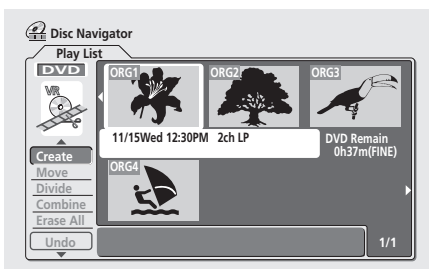 Disc Navigator
Play List
DVD
VR
ORG1
ORG2
ORG3
11/15Wed 12:30PM 2ch LP
DVD Remain
0h37m(FINE)
Create
Move
Divide
Combine
Erase All
Undo
ORG4
1/1